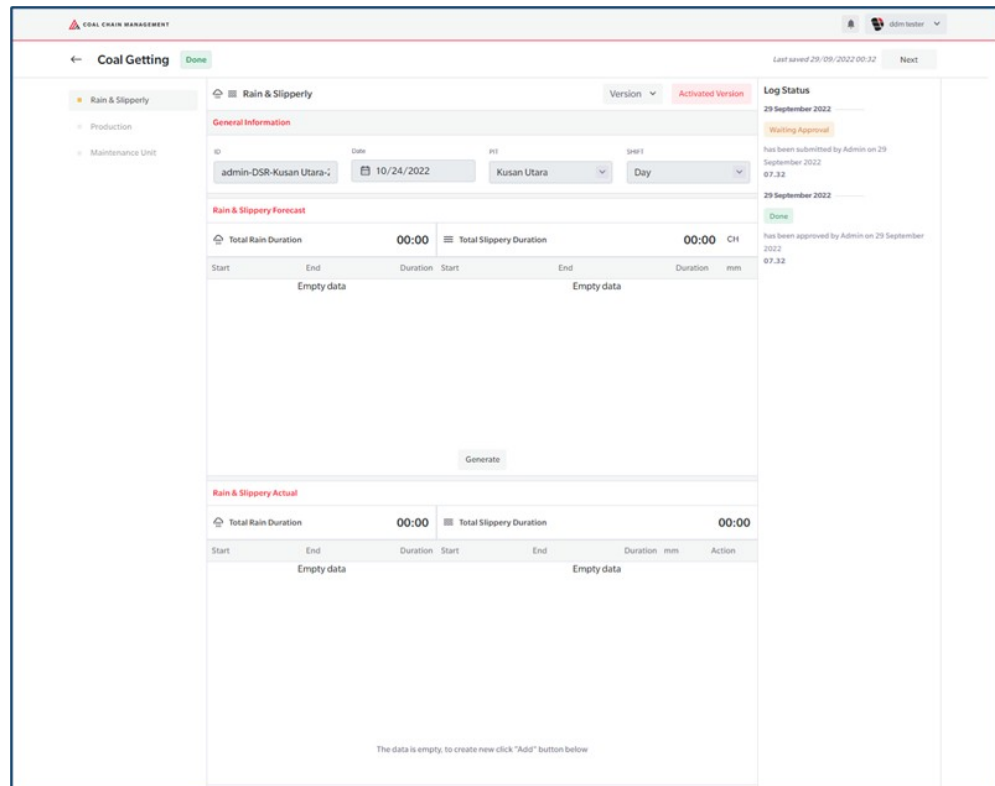 COAL CHAIN MANAGEMENT
ddm tester
Coal Getting Done
Last saved 29/09/2022 00:32 Next
Rain & Slipperly
Production
Maintenance Unit
Rain & Slipperly Version Activated Version
General Information
ID Date PIT SHIFT
admin-DSR-Kusan Utara-2 10/24/2022 Kusan Utara Day
Rain & Slippery Forecast
Total Rain Duration 00:00 Total Slippery Duration 00:00 CH
Start End Duration Start End Duration mm
Empty data Empty data
Generate
Rain & Slippery Actual
Total Rain Duration 00:00 Total Slippery Duration 00:00
Start End Duration Start End Duration mm Action
Empty data Empty data
The data is empty, to create new click "Add" button below
Log Status
29 September 2022
Waiting Approval
has been submitted by Admin on 29
September 2022
07.32
29 September 2022
Done
has been approved by Admin on 29 September
2022
07.32